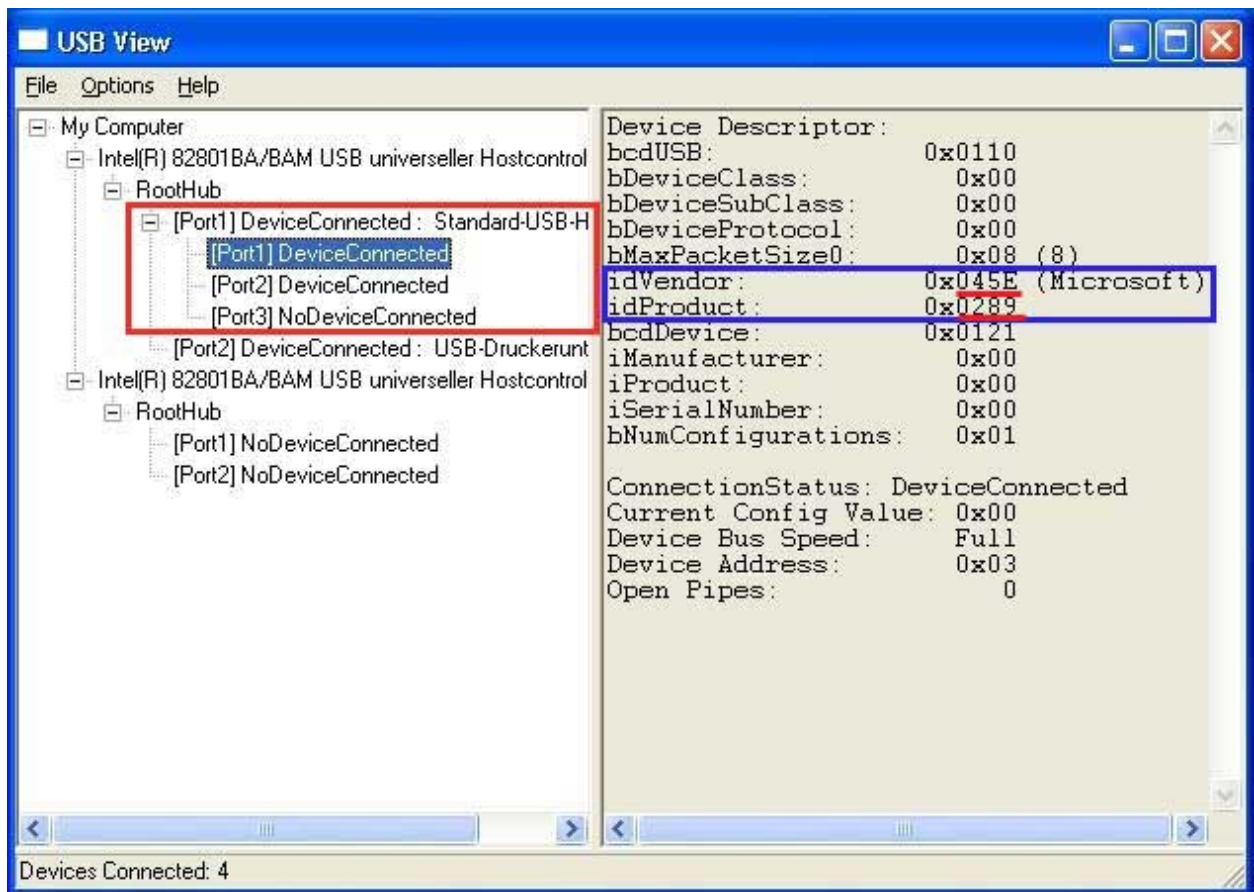 USB View
File Options Help
My Computer
Intel(R) 82801BA/BAM USB universeller Hostcontrol
RootHub
[Port1] DeviceConnected : Standard-USB-H
[Port1] DeviceConnected
[Port2] DeviceConnected
[Port3] NoDeviceConnected
[Port2] DeviceConnected : USB-Druckerunt
Intel(R) 82801BA/BAM USB universeller Hostcontrol
RootHub
[Port1] NoDeviceConnected
[Port2] NoDeviceConnected
Device Descriptor:
bcdUSB: 0x0110
bDeviceClass: 0x00
bDeviceSubClass: 0x00
bDeviceProtocol: 0x00
bMaxPacketSize0: 0x08 (8)
idVendor: 0x045E (Microsoft)
idProduct: 0x0289
bcdDevice: 0x0121
iManufacturer: 0x00
iProduct: 0x00
iSerialNumber: 0x00
bNumConfigurations: 0x01
ConnectionStatus: DeviceConnected
Current Config Value: 0x00
Device Bus Speed: Full
Device Address: 0x03
Open Pipes: 0
Devices Connected: 4